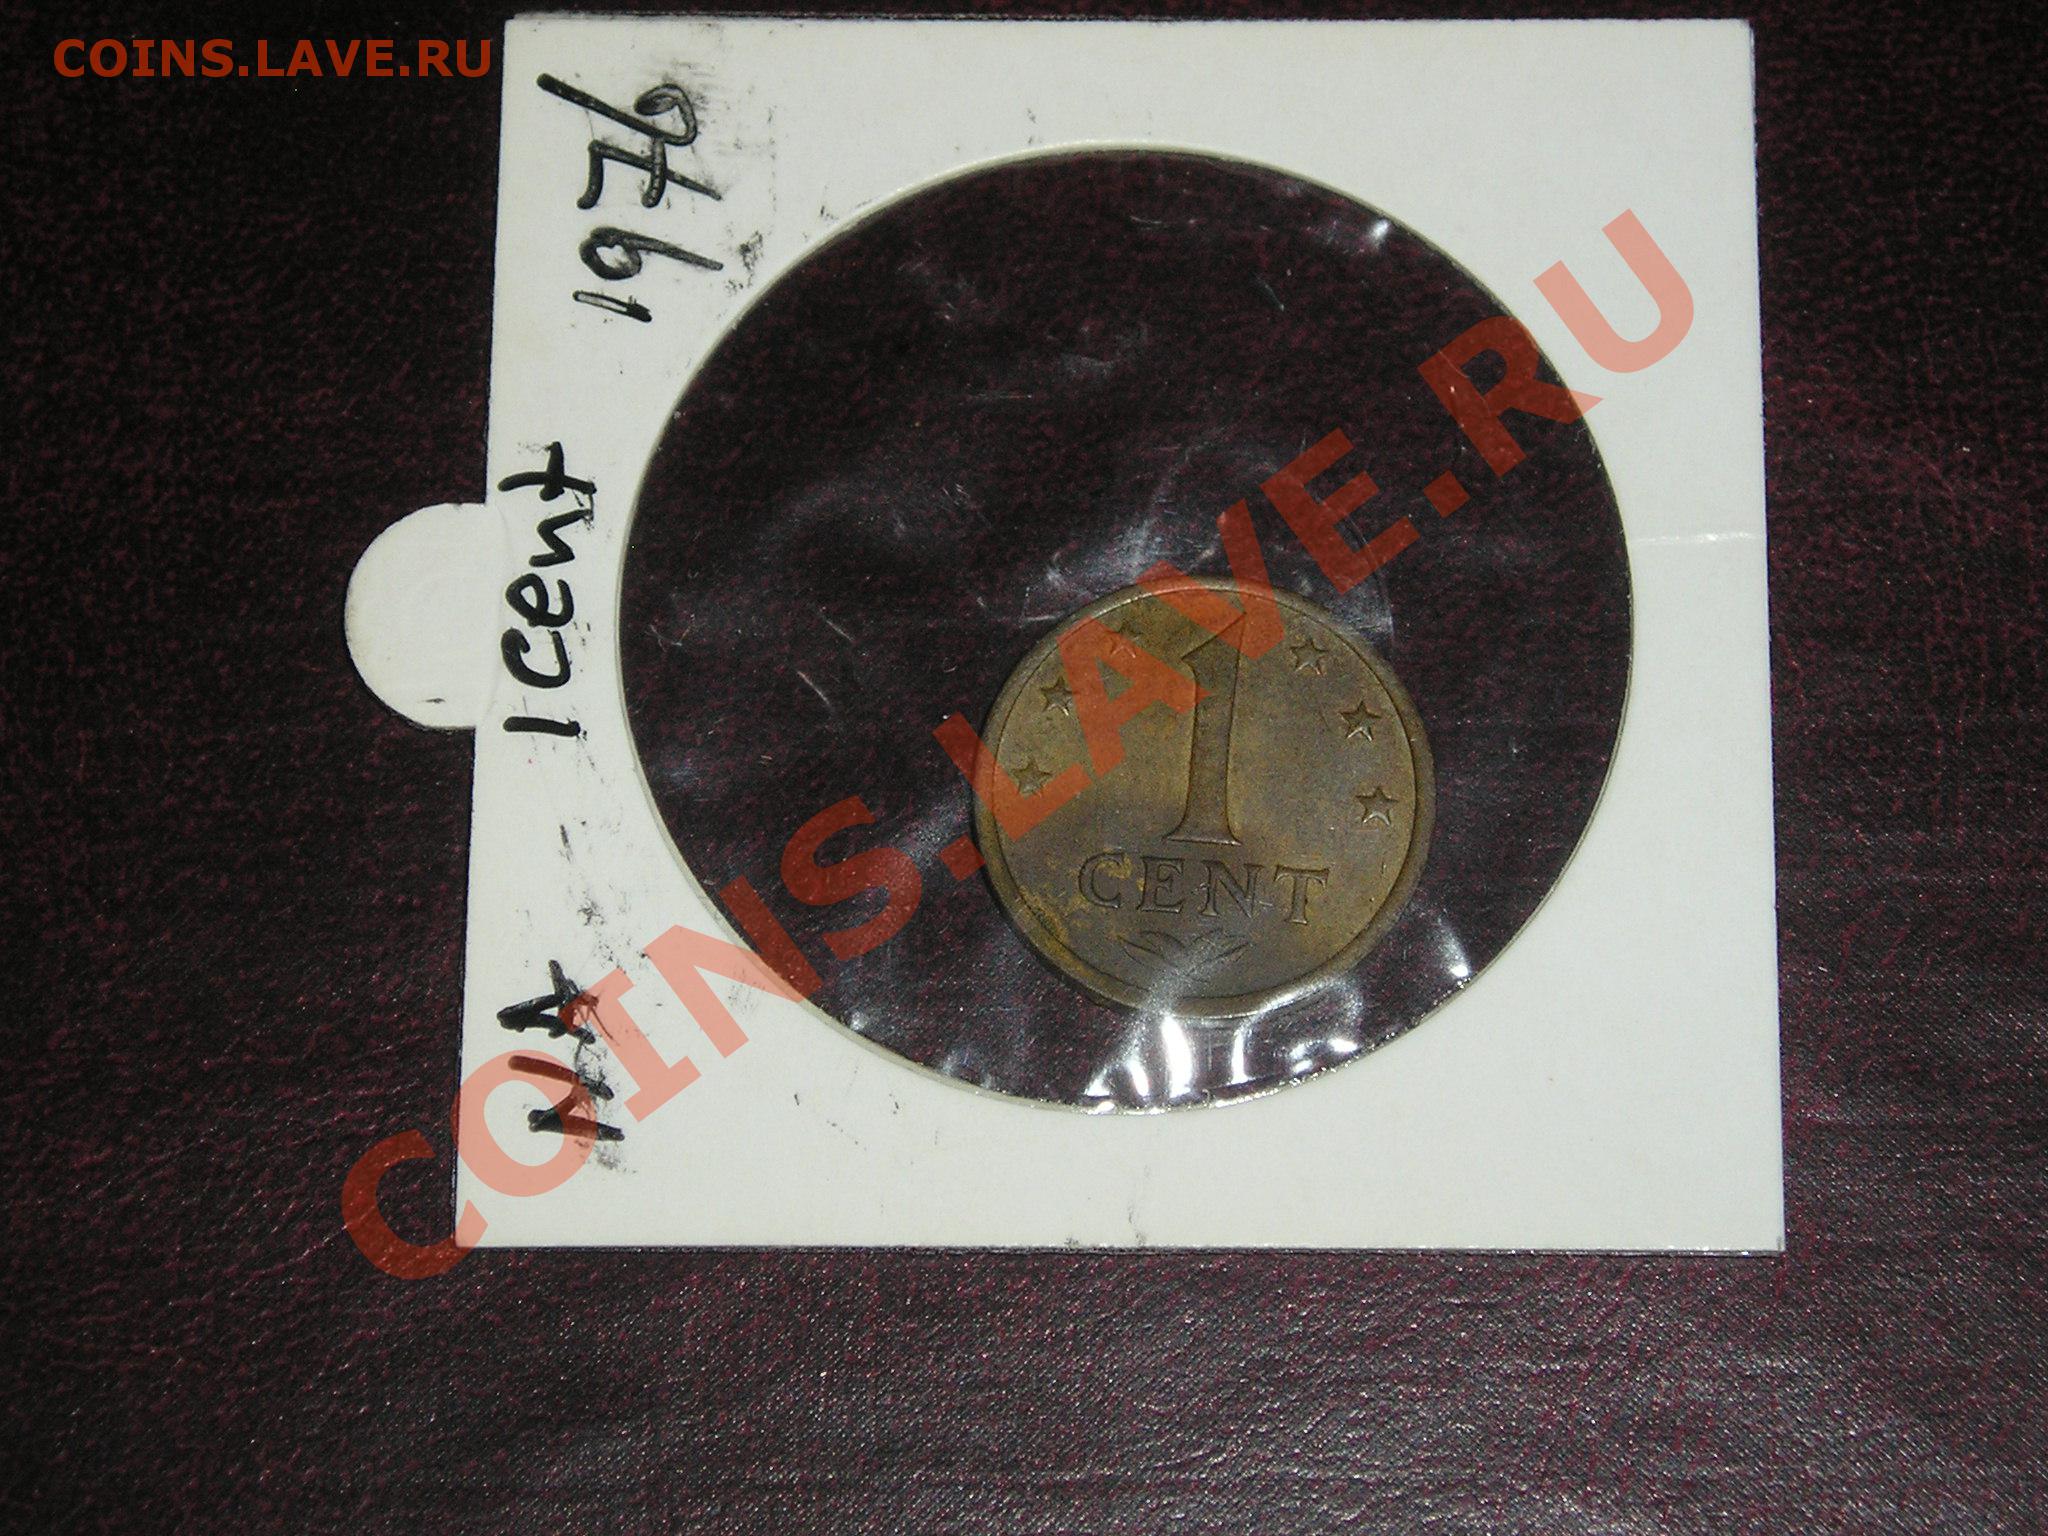 COINS.LAVE.RU
NA 1 cent 1976
1
CENT
COINS.LAVE.RU